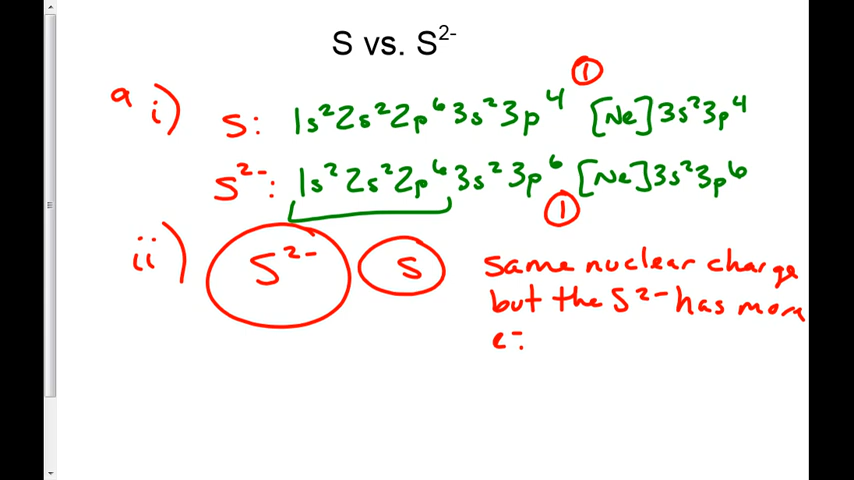 S vs. S²⁻
①
a i) S: 1s²2s²2p⁶3s²3p⁴ [Ne]3s²3p⁴
S²⁻: 1s²2s²2p⁶3s²3p⁶ [Ne]3s²3p⁶
①
ii) S²⁻ S same nuclear charge
but the S²⁻ has more
e⁻.